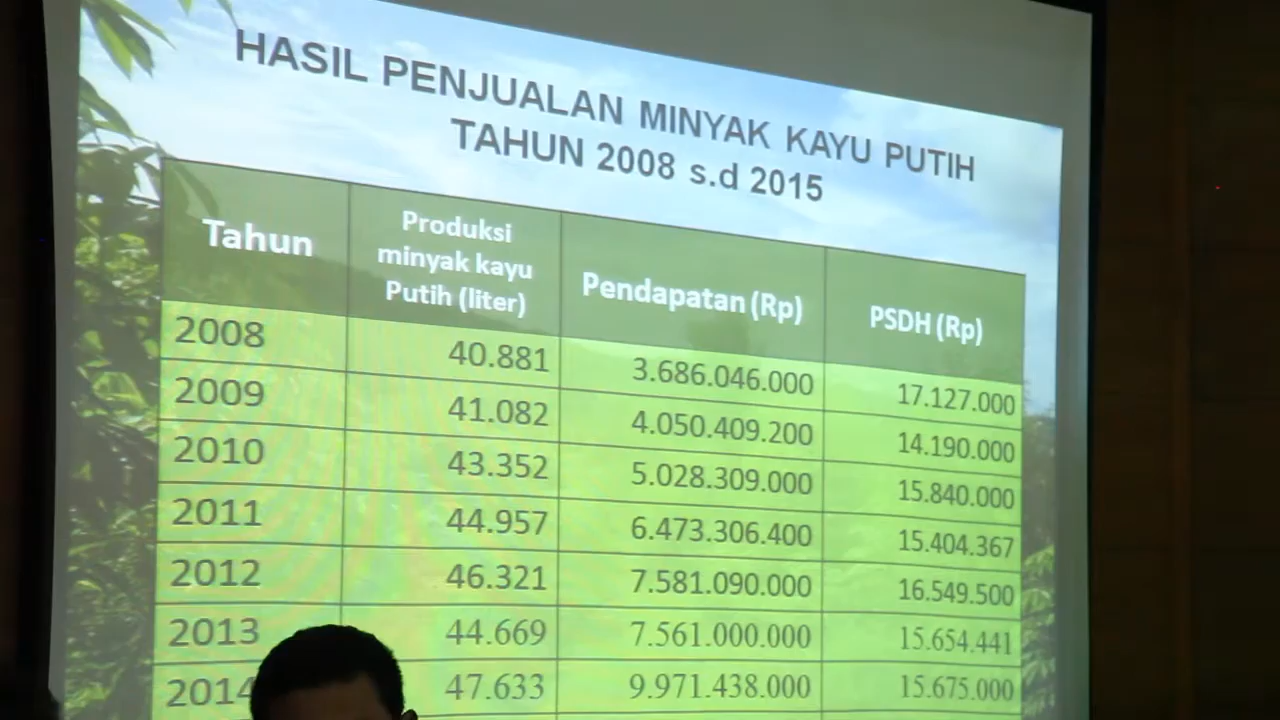 HASIL PENJUALAN MINYAK KAYU PUTIH
TAHUN 2008 s.d 2015
Tahun
Produksi
minyak kayu
Putih (liter)
Pendapatan (Rp)
PSDH (Rp)
2008 40.881 3.686.046.000 17.127.000
2009 41.082 4.050.409.200 14.190.000
2010 43.352 5.028.309.000 15.840.000
2011 44.957 6.473.306.400 15.404.367
2012 46.321 7.581.090.000 16.549.500
2013 44.669 7.561.000.000 15.654.441
2014 47.633 9.971.438.000 15.675.000